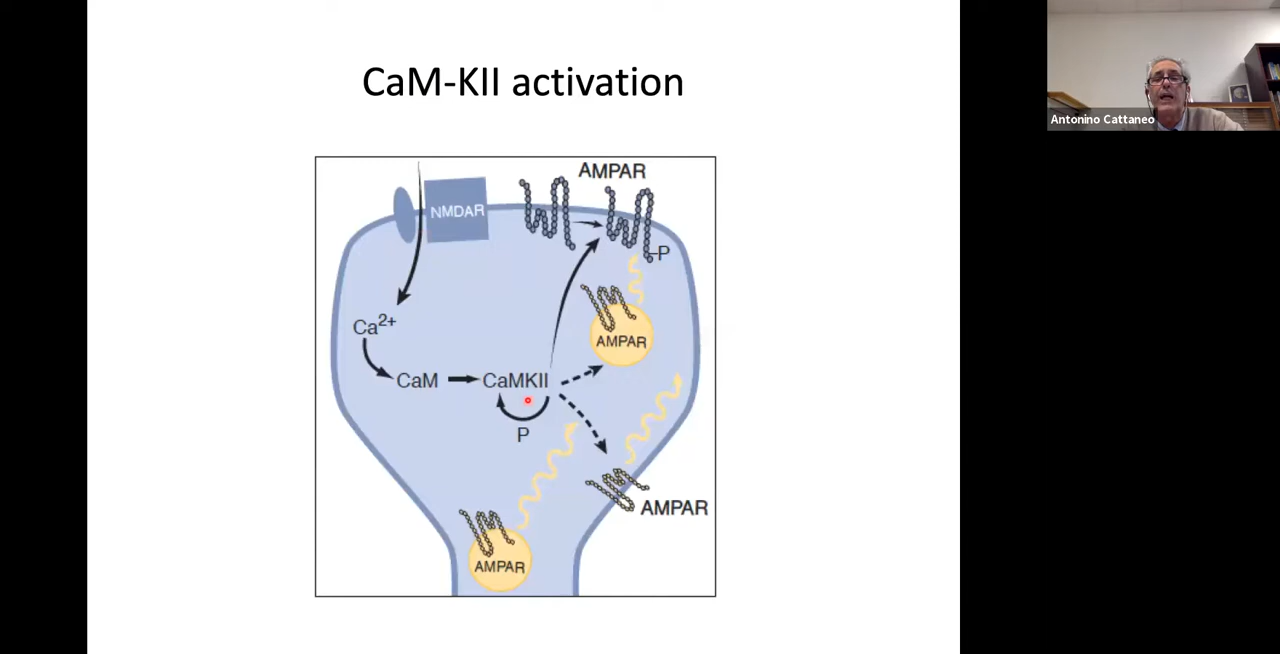 CaM-KII activation
Antonino Cattaneo
AMPAR
NMDAR
P
AMPAR
Ca2+
CaM
CaMKII
P
AMPAR
AMPAR